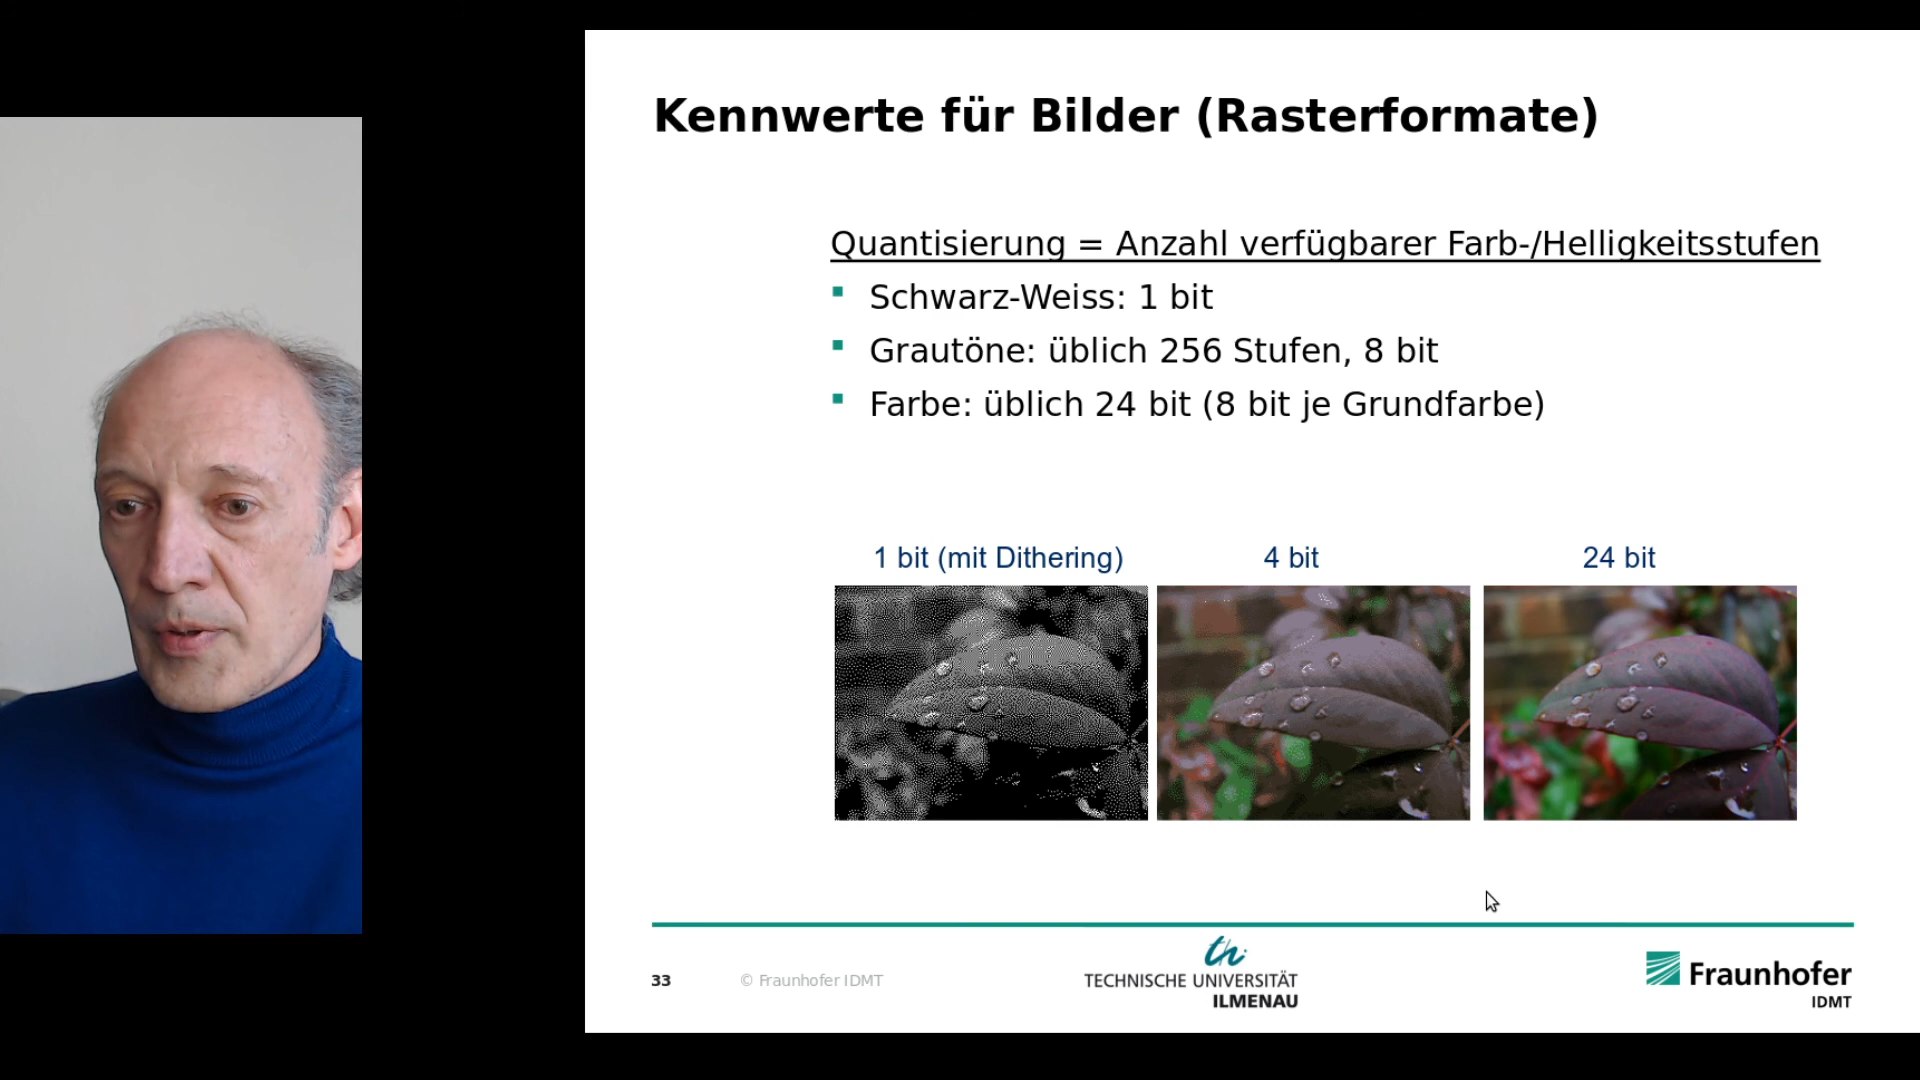 Kennwerte für Bilder (Rasterformate)
Quantisierung = Anzahl verfügbarer Farb-/Helligkeitsstufen
Schwarz-Weiss: 1 bit
Grautöne: üblich 256 Stufen, 8 bit
Farbe: üblich 24 bit (8 bit je Grundfarbe)
1 bit (mit Dithering) 4 bit 24 bit
33 © Fraunhofer IDMT
th
TECHNISCHE UNIVERSITÄT
ILMENAU
Fraunhofer
IDMT